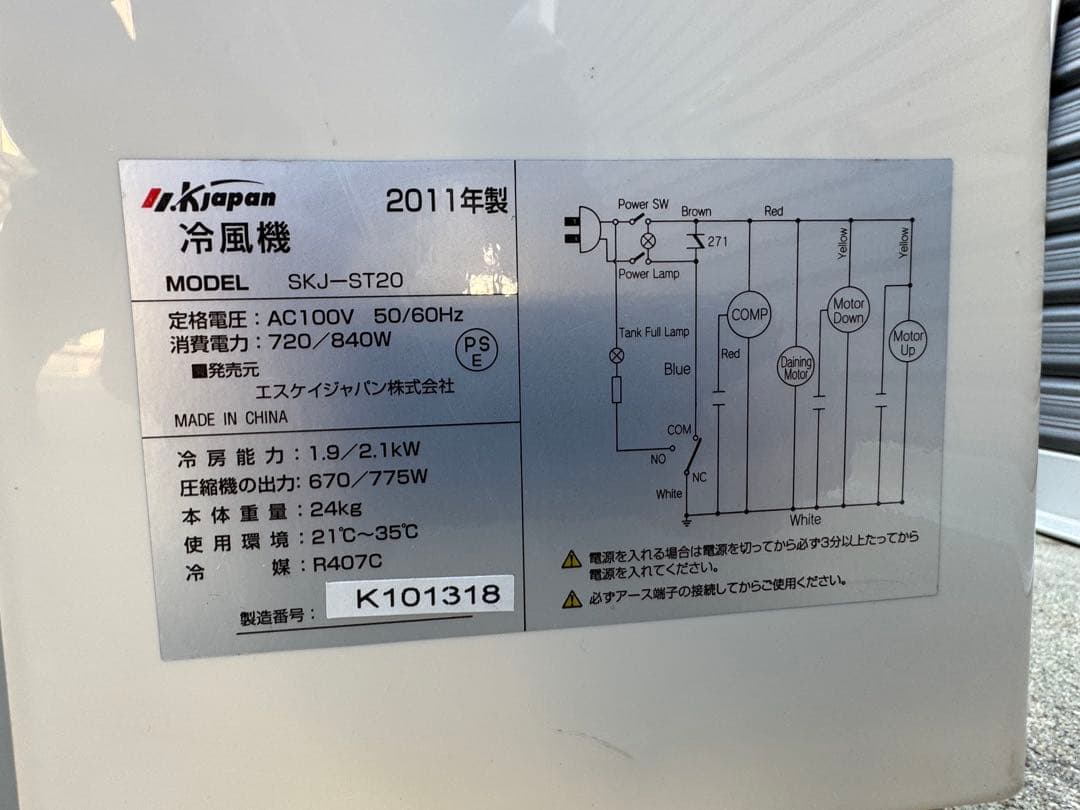 SKJapan
2011年製
冷風機
MODEL SKJ-ST20
定格電圧：AC100V 50/60Hz
消費電力：720／840W
PSE
■発売元
エスケイジャパン株式会社
MADE IN CHINA
冷房能力：1.9／2.1kW
圧縮機の出力：670／775W
本体重量：24kg
使用環境：21℃～35℃
冷媒：R407C
製造番号：K101318
Power SW
Brown
Red
271
Power Lamp
Yellow
Yellow
Tank Full Lamp
Blue
COMP
Red
Daining Motor
Motor Down
Motor Up
COM
NO
NC
White
White
電源を入れる場合は電源を切ってから必ず3分以上たってから
電源を入れてください。
必ずアース端子の接続してからご使用ください。